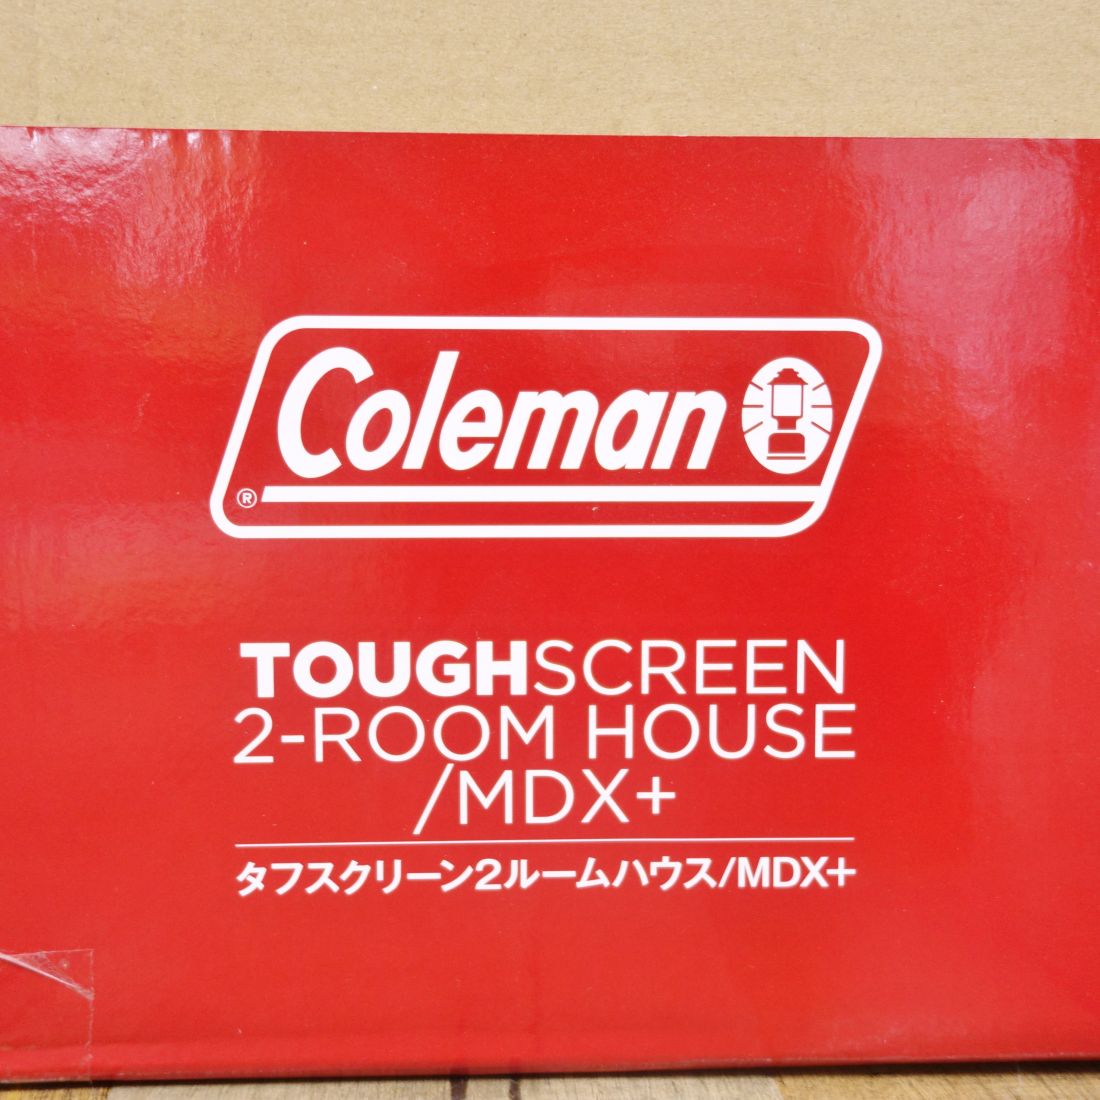 Coleman
®
TOUGHSCREEN
2-ROOM HOUSE
/MDX+
タフスクリーン2ルームハウス/MDX+